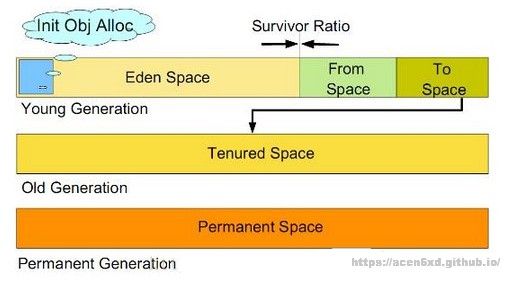 Init Obj Alloc
Survivor Ratio
Eden Space
From
Space
To
Space
Young Generation
Tenured Space
Old Generation
Permanent Space
Permanent Generation
https://acen6xd.github.io/